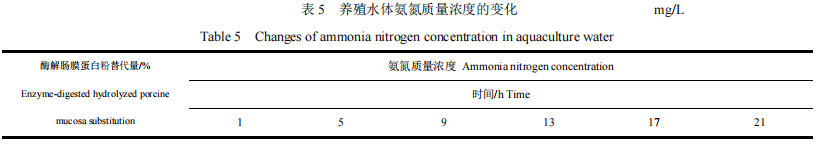 表 5 养殖水体氨氮质量浓度的变化 mg/L
Table 5 Changes of ammonia nitrogen concentration in aquaculture water
酶解肠膜蛋白粉替代量/% 氨氮质量浓度 Ammonia nitrogen concentration
Enzyme-digested hydrolyzed porcine 时间/h Time
mucosa substitution 1 5 9 13 17 21